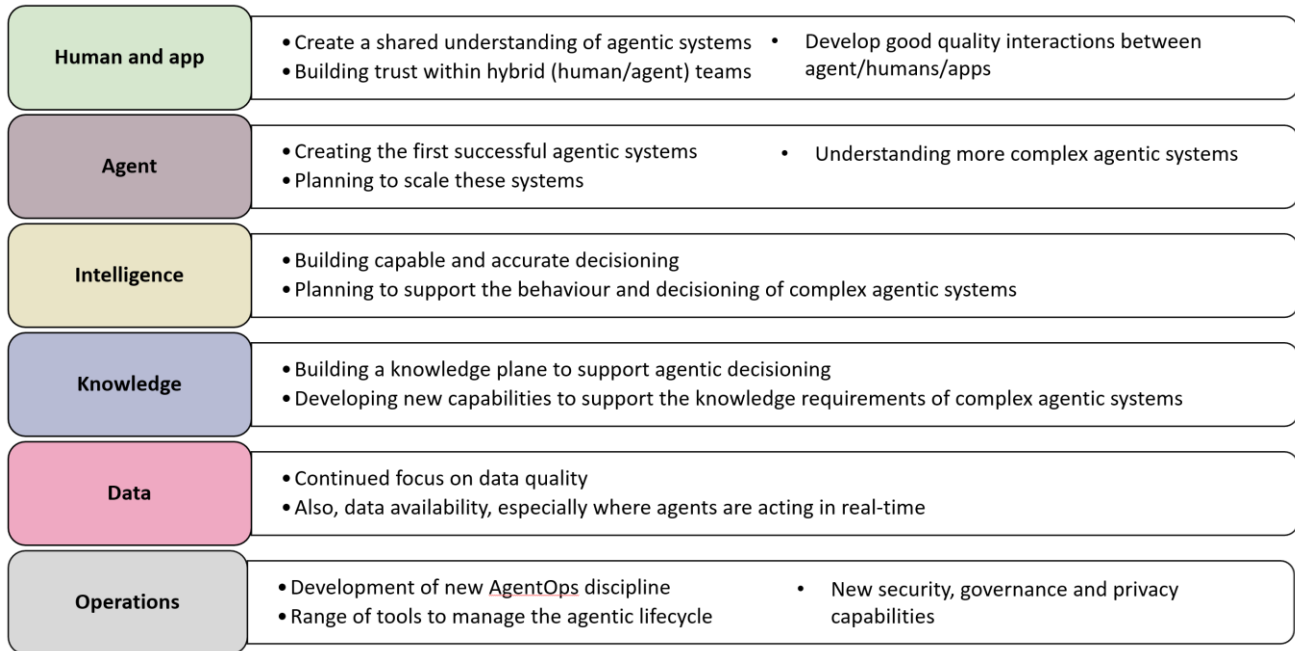 Human and app
• Create a shared understanding of agentic systems
• Building trust within hybrid (human/agent) teams
• Develop good quality interactions between
agent/humans/apps
Agent
• Creating the first successful agentic systems
• Planning to scale these systems
• Understanding more complex agentic systems
Intelligence
• Building capable and accurate decisioning
• Planning to support the behaviour and decisioning of complex agentic systems
Knowledge
• Building a knowledge plane to support agentic decisioning
• Developing new capabilities to support the knowledge requirements of complex agentic systems
Data
• Continued focus on data quality
• Also, data availability, especially where agents are acting in real-time
Operations
• Development of new AgentOps discipline
• Range of tools to manage the agentic lifecycle
• New security, governance and privacy
capabilities